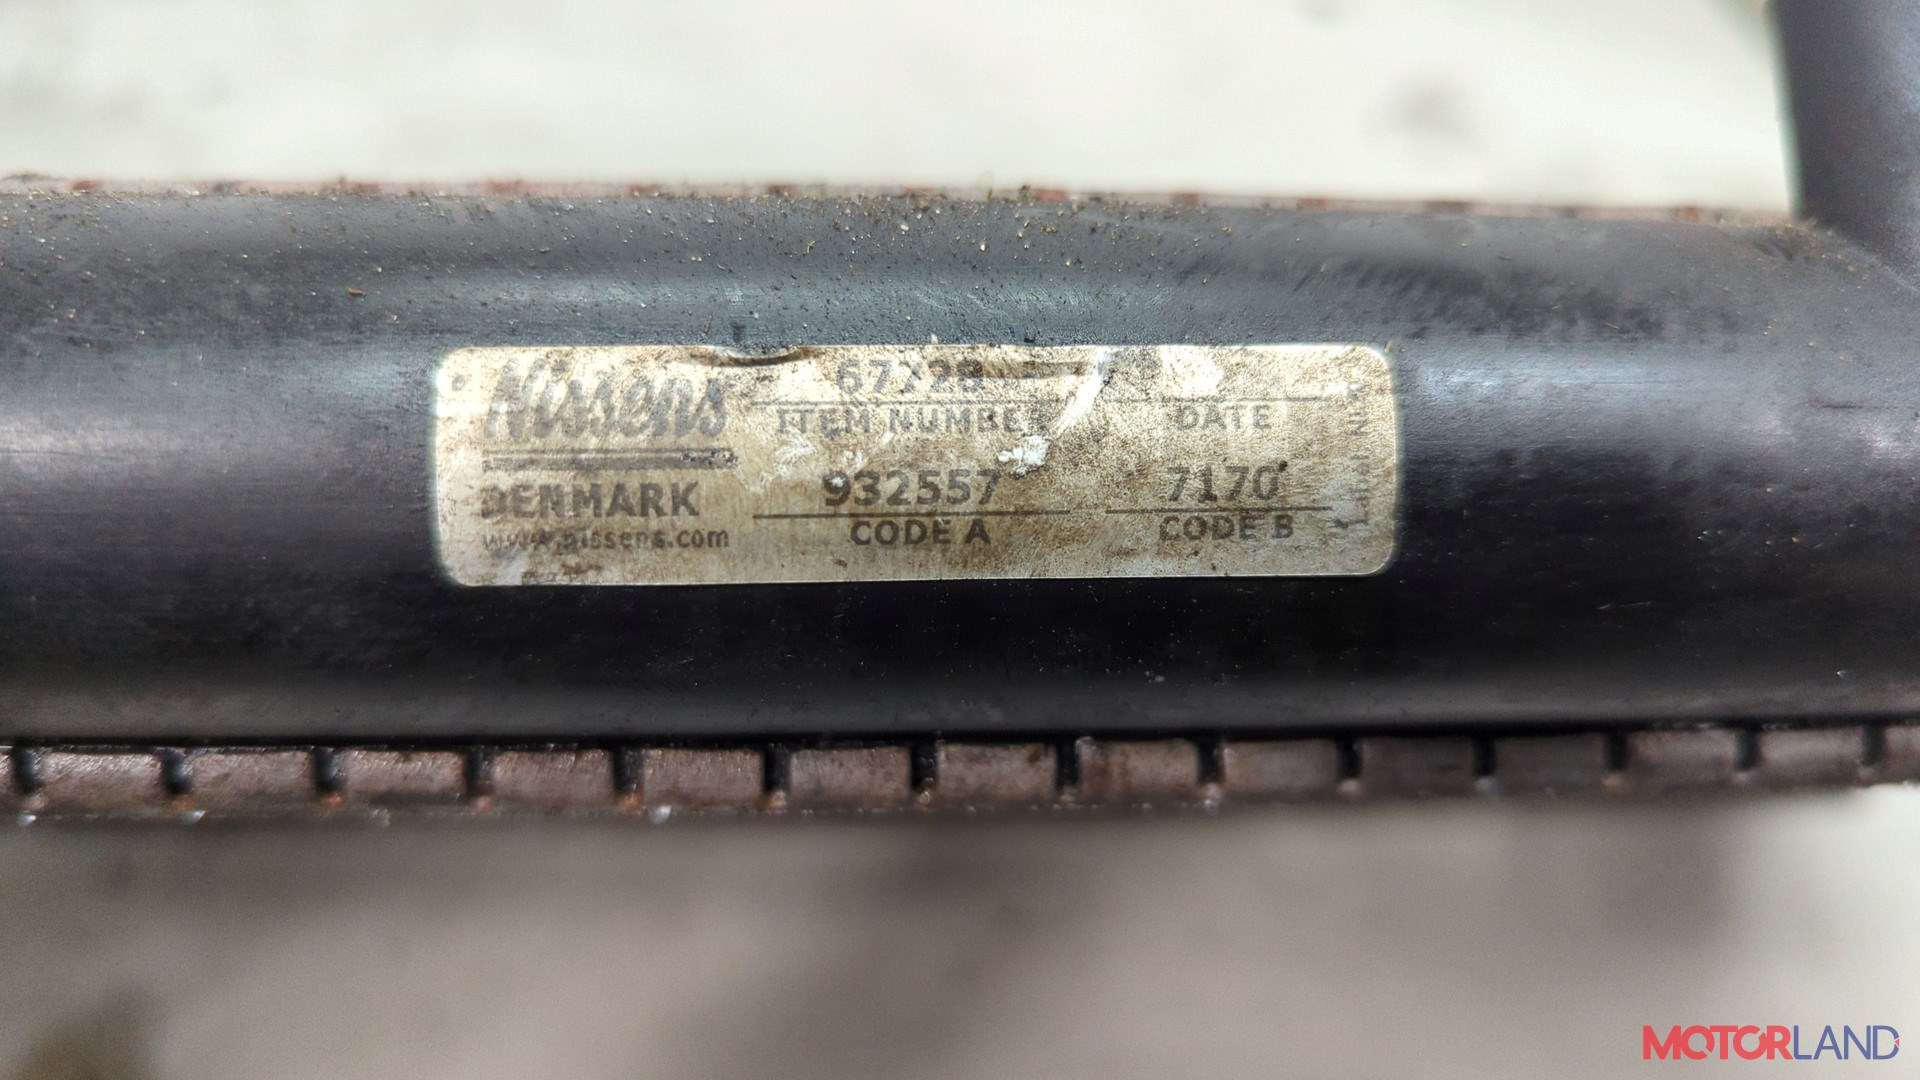 Nissens
67728
ITEM NUMBER
DATE
DENMARK
932557
7170
www.nissens.com
CODE A
CODE B
MOTORLAND